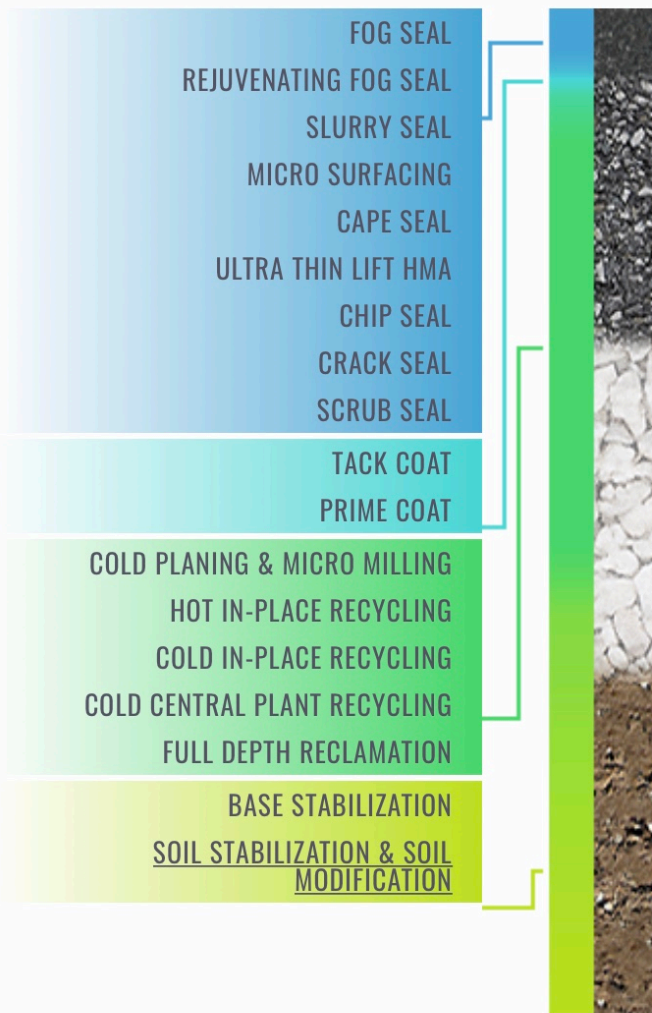 FOG SEAL
REJUVENATING FOG SEAL
SLURRY SEAL
MICRO SURFACING
CAPE SEAL
ULTRA THIN LIFT HMA
CHIP SEAL
CRACK SEAL
SCRUB SEAL
TACK COAT
PRIME COAT
COLD PLANING & MICRO MILLING
HOT IN-PLACE RECYCLING
COLD IN-PLACE RECYCLING
COLD CENTRAL PLANT RECYCLING
FULL DEPTH RECLAMATION
BASE STABILIZATION
SOIL STABILIZATION & SOIL
MODIFICATION